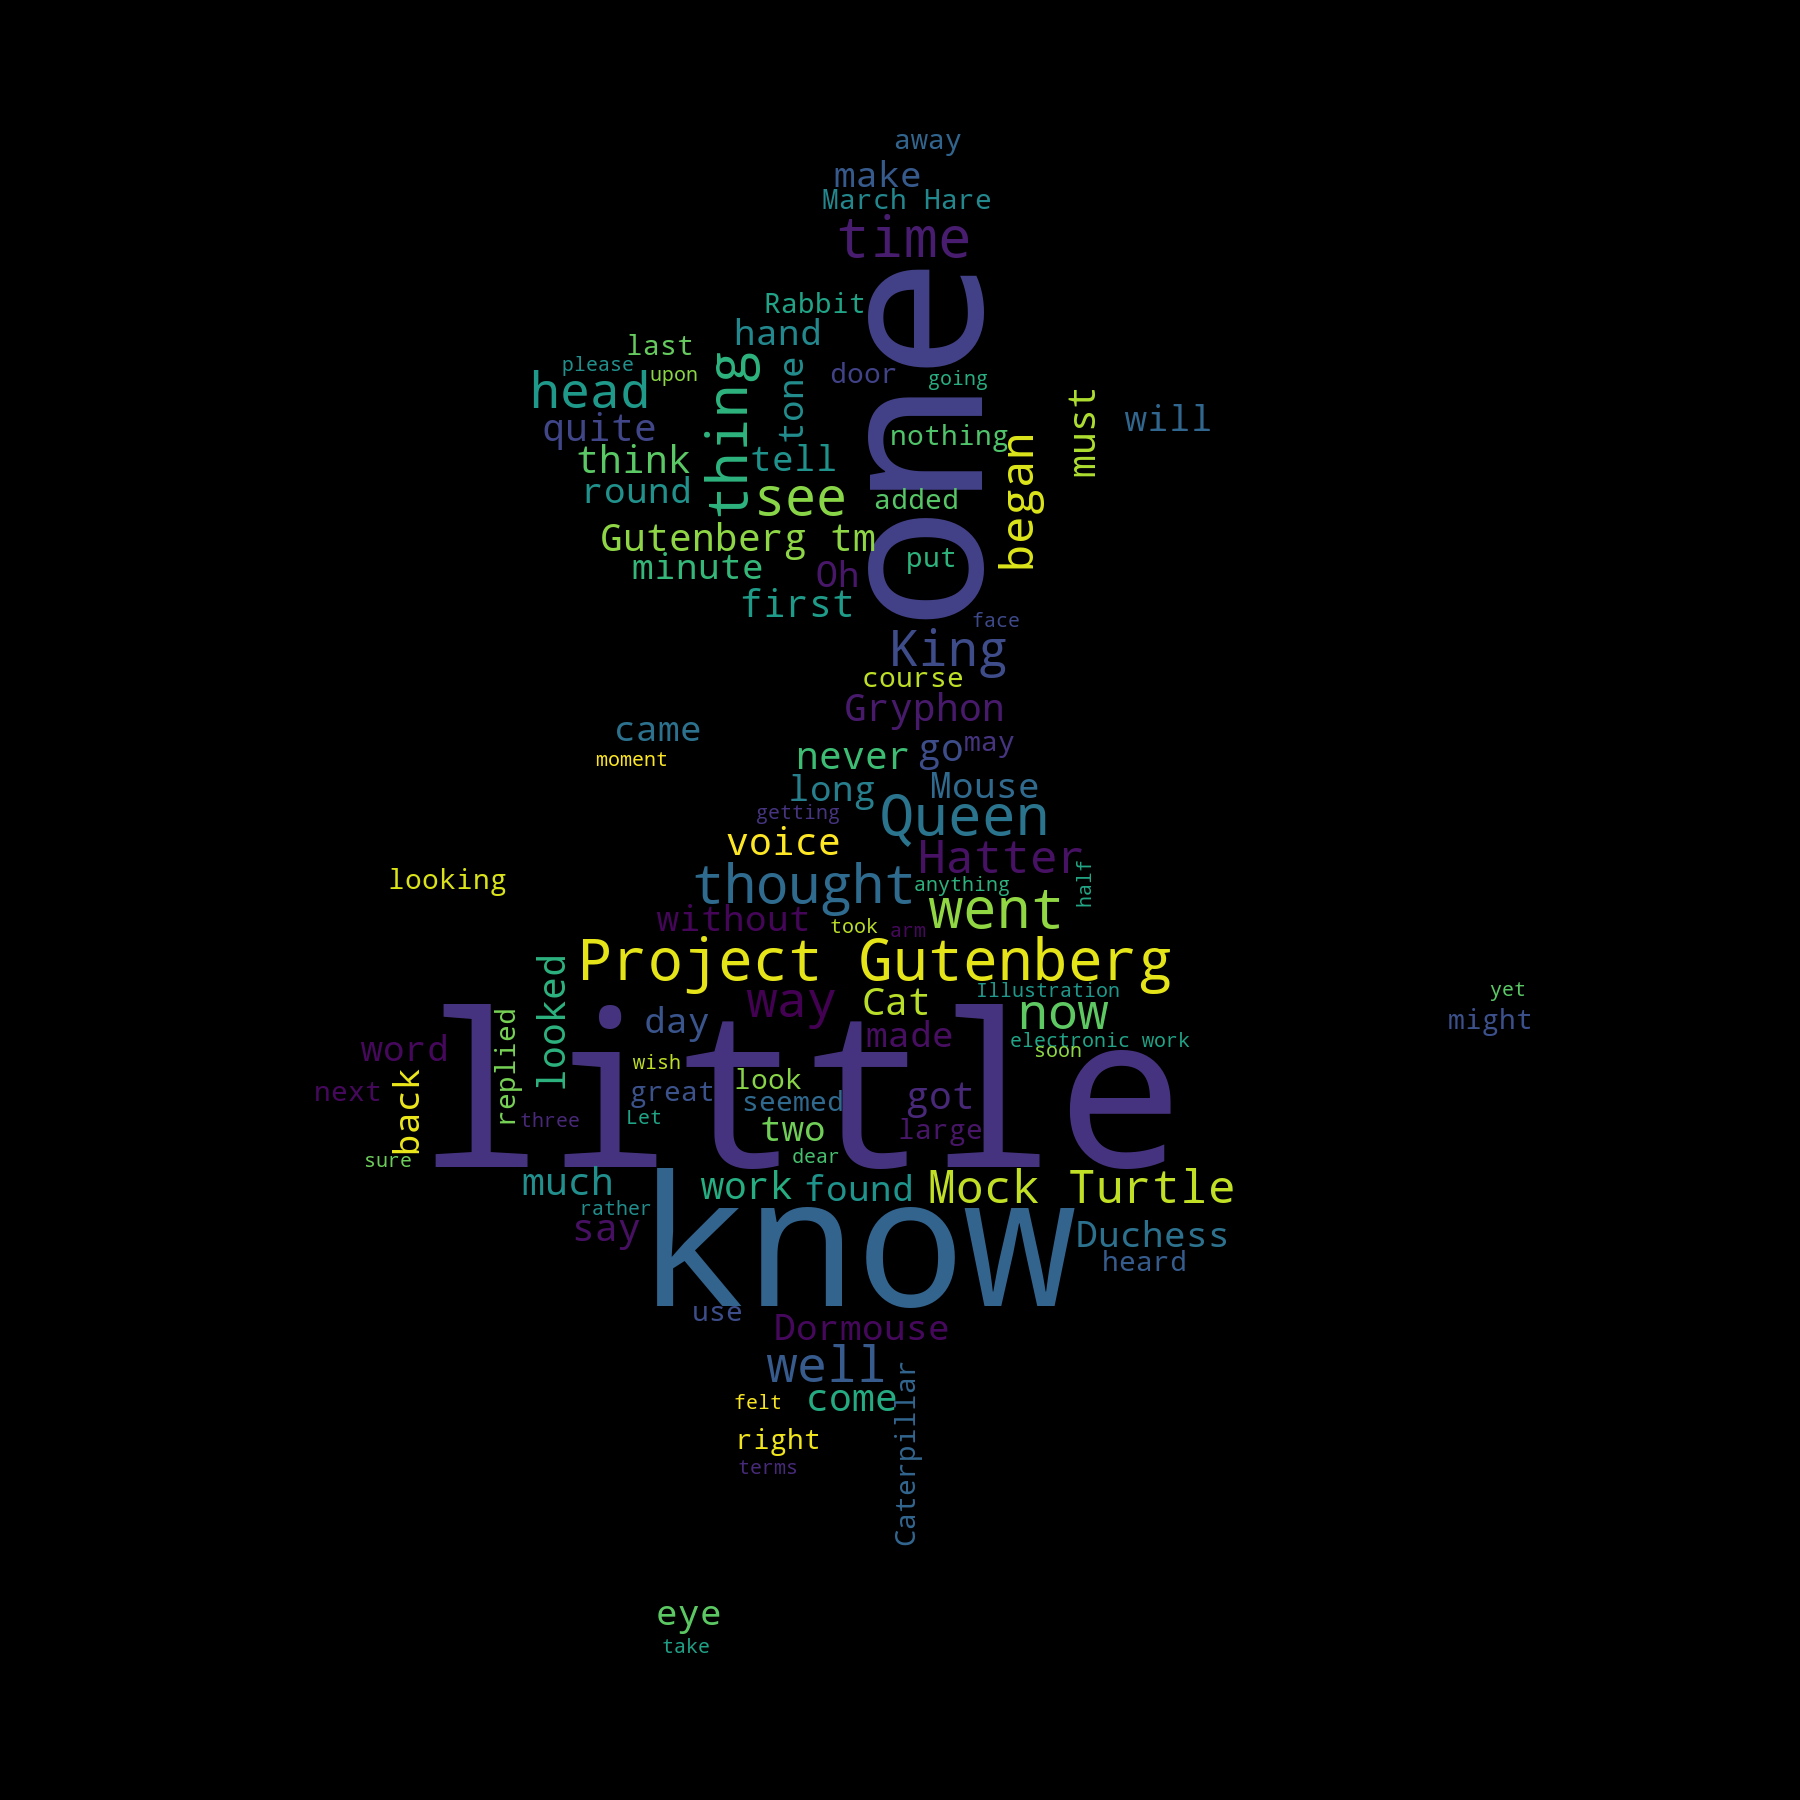 away
make
March Hare
time
one
Rabbit
hand
last
please
upon
head
thing
tone
door
going
must
will
quite
nothing
began
think
tell
round
see
added
Gutenberg tm
minute
Oh
put
first
face
King
course
Gryphon
came
never
go
may
moment
long
Mouse
getting
Queen
voice
Hatter
looking
thought
anything
half
went
without
took
arm
Project Gutenberg
looked
way
Cat
Illustration
now
yet
might
little
day
made
electronic work
soon
word
replied
wish
back
next
great
look
seemed
got
three
Let
two
large
sure
dear
much
work
found
Mock Turtle
rather
say
know
Duchess
heard
use
Dormouse
well
Caterpillar
felt
come
right
terms
eye
take